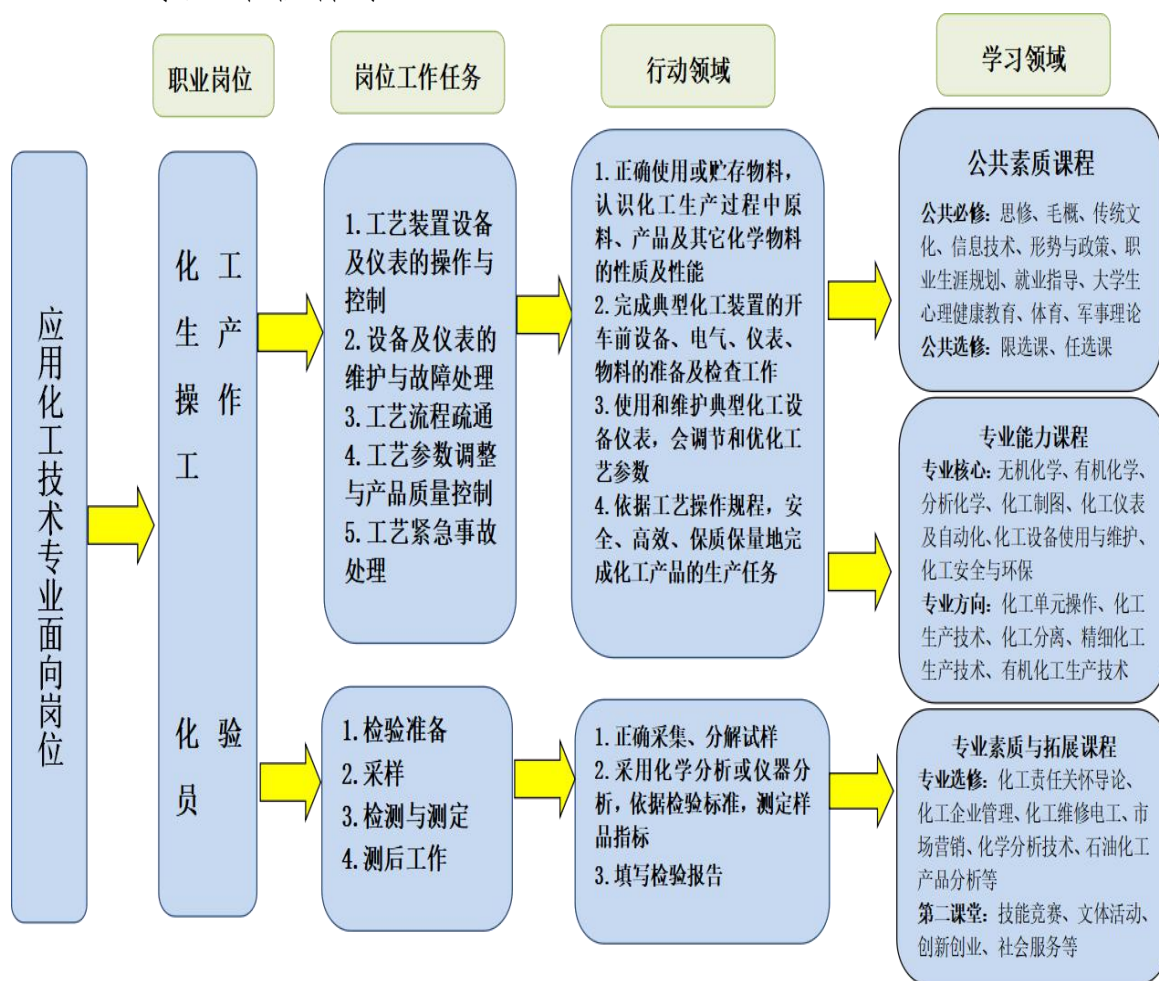 职业岗位
岗位工作任务
行动领域
学习领域
应用化工技术专业面向岗位
化工
生产
操作
工
化验
员
1.工艺装置设备
及仪表的操作与
控制
2.设备及仪表的
维护与故障处理
3.工艺流程疏通
4.工艺参数调整
与产品质量控制
5.工艺紧急事故
处理
1.检验准备
2.采样
3.检测与测定
4.测后工作
1.正确使用或贮存物料,
认识化工生产过程中原
料、产品及其它化学物料
的性质及性能
2.完成典型化工装置的开
车前设备、电气、仪表、
物料的准备及检查工作
3.使用和维护典型化工设
备仪表,会调节和优化工
艺参数
4.依据工艺操作规程,安
全、高效、保质保量地完
成化工产品的生产任务
1.正确采集、分解试样
2.采用化学分析或仪器分
析,依据检验标准,测定样
品指标
3.填写检验报告
公共素质课程
公共必修:思修、毛概、传统文
化、信息技术、形势与政策、职
业生涯规划、就业指导、大学生
心理健康教育、体育、军事理论
公共选修:限选课、任选课
专业能力课程
专业核心:无机化学、有机化学、
分析化学、化工制图、化工仪表
及自动化、化工设备使用与维护、
化工安全与环保
专业方向:化工单元操作、化工
生产技术、化工分离、精细化工
生产技术、有机化工生产技术
专业素质与拓展课程
专业选修:化工责任关怀导论、
化工企业管理、化工维修电工、市
场营销、化学分析技术、石油化工
产品分析等
第二课堂:技能竞赛、文体活动、
创新创业、社会服务等